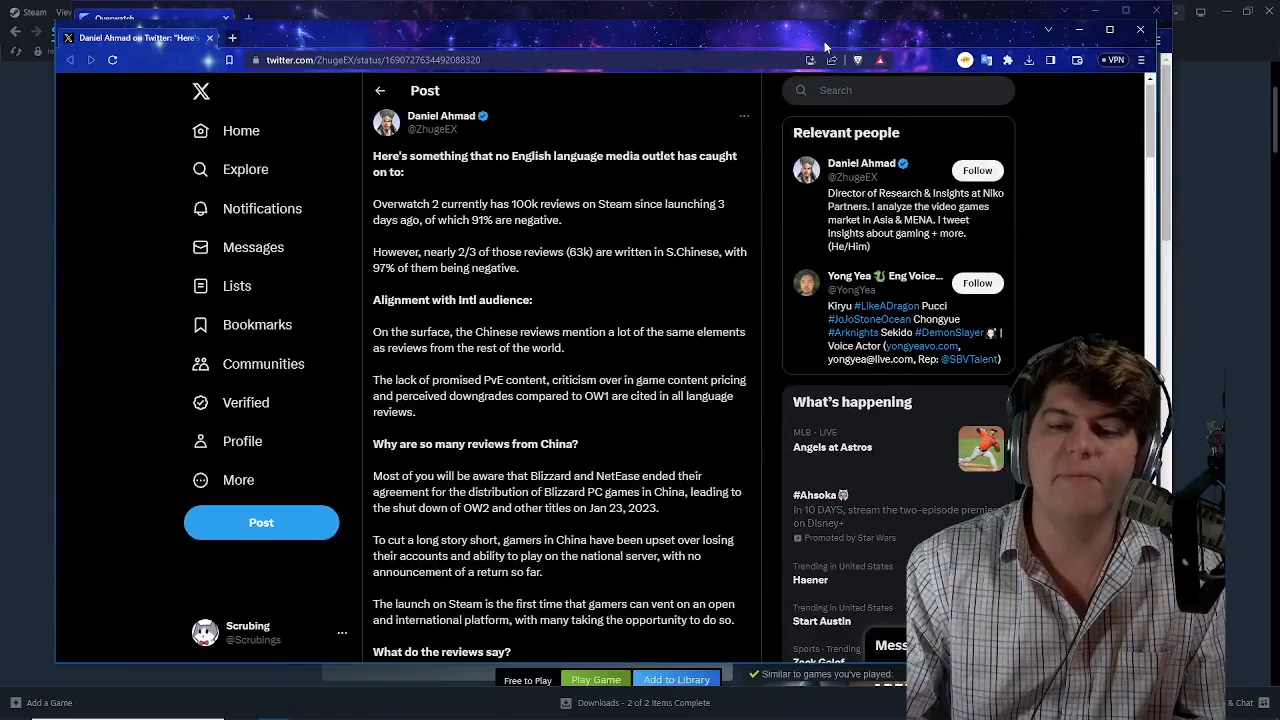 Steam
View
Overwatch
Daniel Ahmad on Twitter: "Here's
twitter.com/ZhugeEX/status/1690727634492088320
VPN
Home
Explore
Notifications
Messages
Lists
Bookmarks
Communities
Verified
Profile
More
Post
Scrubing
@Scrubings
Post
Daniel Ahmad
@ZhugeEX
Here's something that no English language media outlet has caught
on to:
Overwatch 2 currently has 100k reviews on Steam since launching 3
days ago, of which 91% are negative.
However, nearly 2/3 of those reviews (63k) are written in S.Chinese, with
97% of them being negative.
Alignment with Intl audience:
On the surface, the Chinese reviews mention a lot of the same elements
as reviews from the rest of the world.
The lack of promised PvE content, criticism over in game content pricing
and perceived downgrades compared to OW1 are cited in all language
reviews.
Why are so many reviews from China?
Most of you will be aware that Blizzard and NetEase ended their
agreement for the distribution of Blizzard PC games in China, leading to
the shut down of OW2 and other titles on Jan 23, 2023.
To cut a long story short, gamers in China have been upset over losing
their accounts and ability to play on the national server, with no
announcement of a return so far.
The launch on Steam is the first time that gamers can vent on an open
and international platform, with many taking the opportunity to do so.
What do the reviews say?
Search
Relevant people
Daniel Ahmad
@ZhugeEX
Follow
Director of Research & Insights at Niko
Partners. I analyze the video games
market in Asia & MENA. I tweet
Insights about gaming + more.
(He/Him)
Yong Yea 🐉 Eng Voice...
@YongYea
Follow
Kiryu #LikeADragon Pucci
#JoJoStoneOcean Chongyue
#Arknights Sekido #DemonSlayer |
Voice Actor (yongyeavo.com,
yongyea@live.com, Rep: @SBVTalent)
What's happening
MLB · LIVE
Angels at Astros
#Ahsoka
In 10 DAYS, stream the two-episode premiere
on Disney+
Promoted by Star Wars
Trending in United States
Haener
Trending in United States
Start Austin
Sports · Trending
Zack Gelof
Mess
Free to Play
Play Game
Add to Library
Similar to games you've played:
Add a Game
Downloads - 2 of 2 Items Complete
& Chat